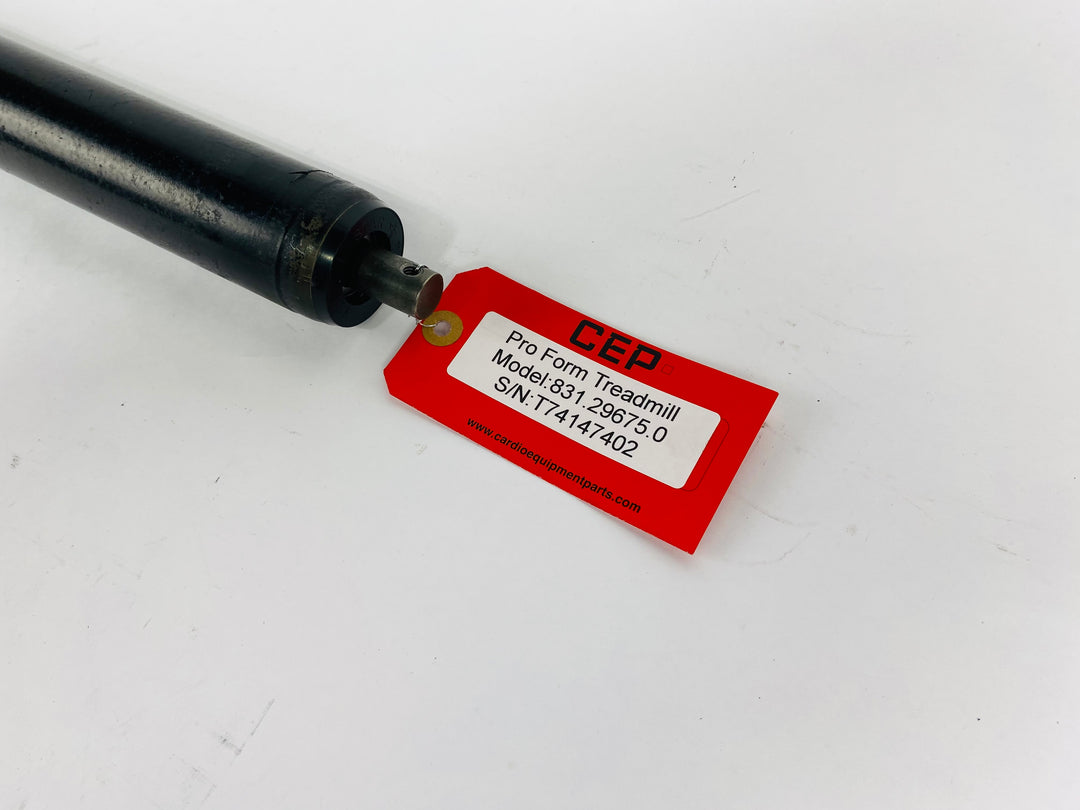 CEP
Pro Form Treadmill
Model:831.29675.0
S/N:T74147402
www.cardioequipmentparts.com